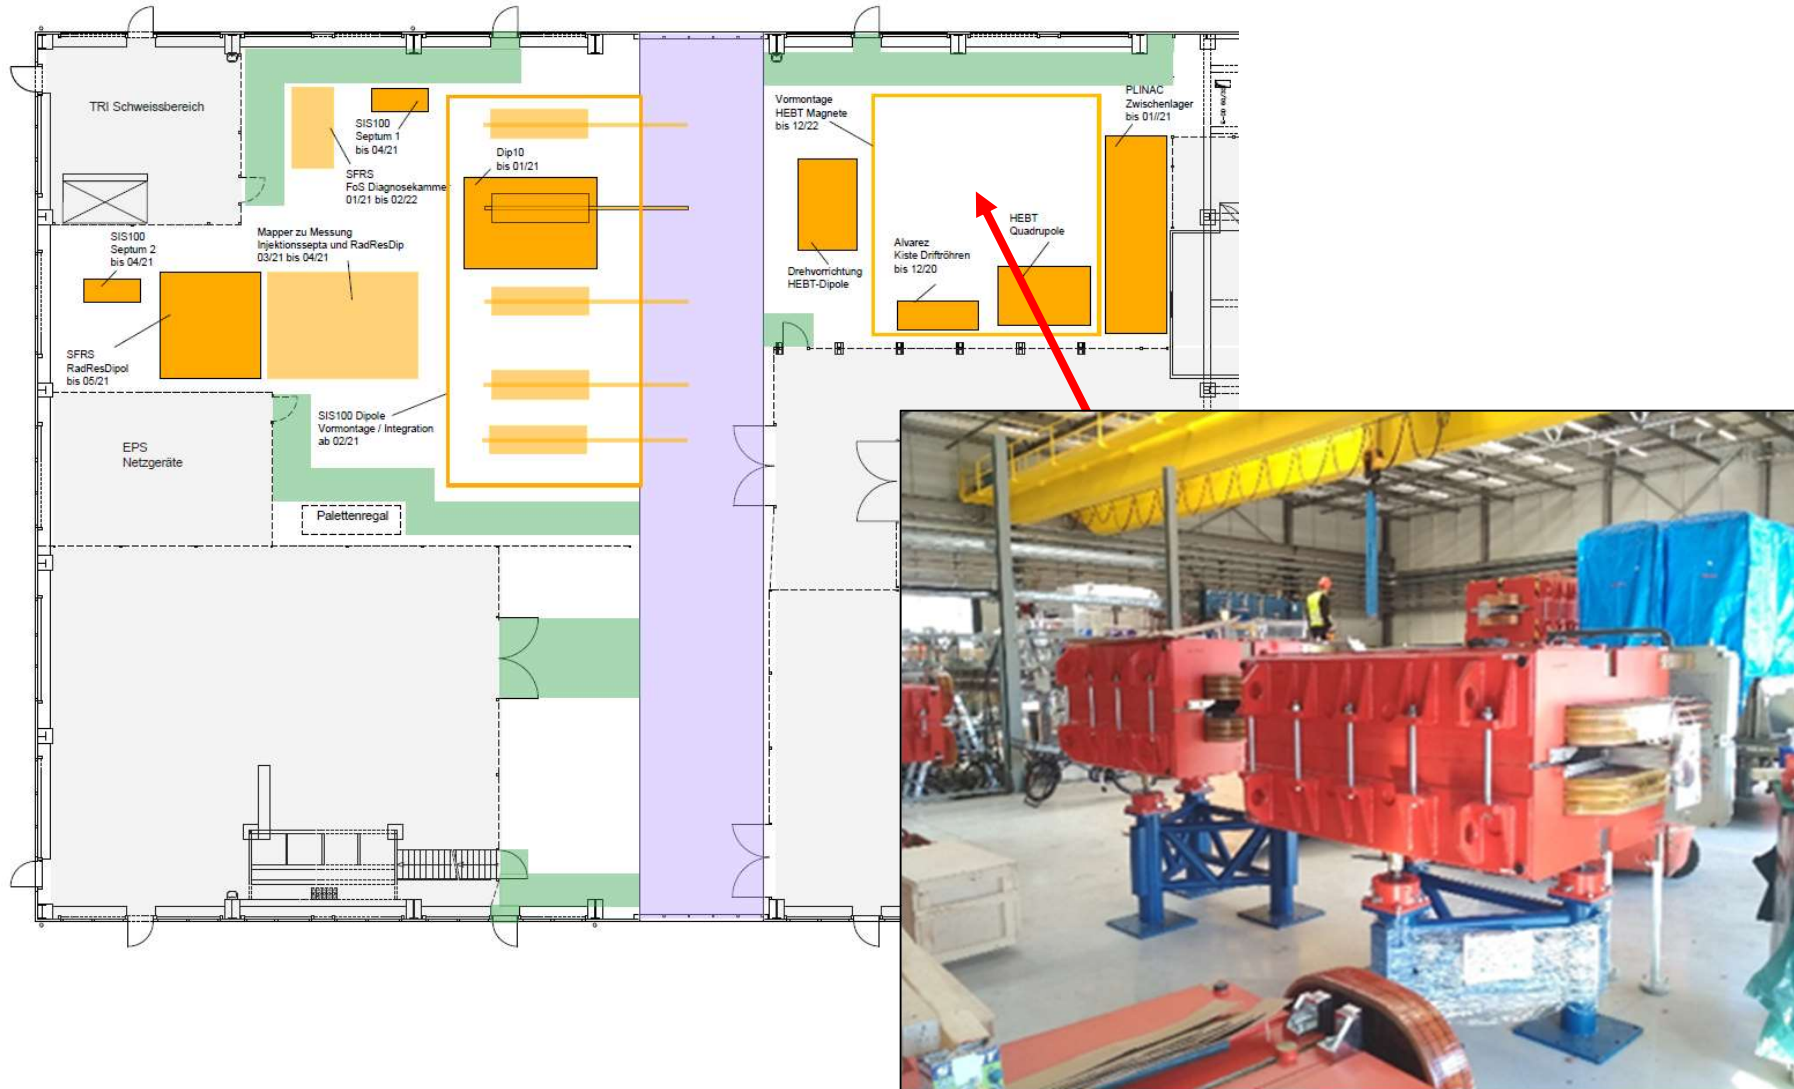 TRI Schweissbereich
SIS100
Septum 1
bis 04/21
SFRS
FoS Diagnosekammer
01/21 bis 02/22
Dip10
bis 01/21
SIS100
Septum 2
bis 04/21
Mapper zu Messung
Injektionssepta und RadResDip
03/21 bis 04/21
SFRS
RadResDipol
bis 05/21
SIS100 Dipole
Vormontage / Integration
ab 02/21
EPS
Netzgeräte
Palettenregal
Vormontage
HEBT Magnete
bis 12/22
PLINAC
Zwischenlager
bis 01//21
Drehvorrichtung
HEBT-Dipole
Alvarez
Kiste Driftröhren
bis 12/20
HEBT
Quadrupole